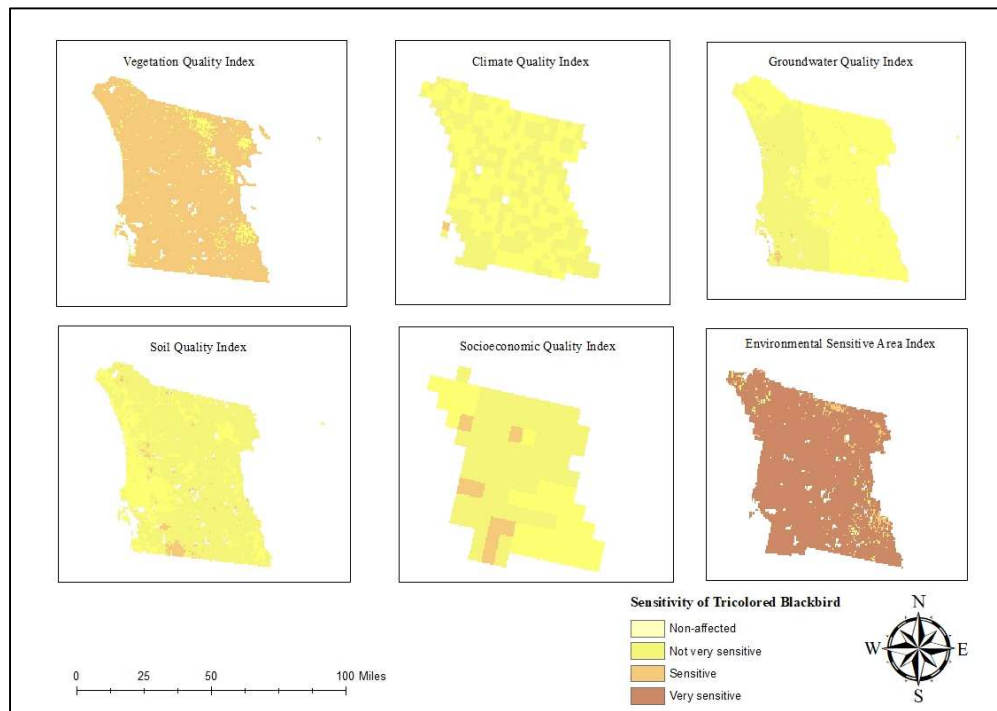 Vegetation Quality Index
Climate Quality Index
Groundwater Quality Index
Soil Quality Index
Socioeconomic Quality Index
Environmental Sensitive Area Index
Sensitivity of Tricolored Blackbird
Non-affected
Not very sensitive
Sensitive
Very sensitive
N
W E
S
0 25 50 100 Miles